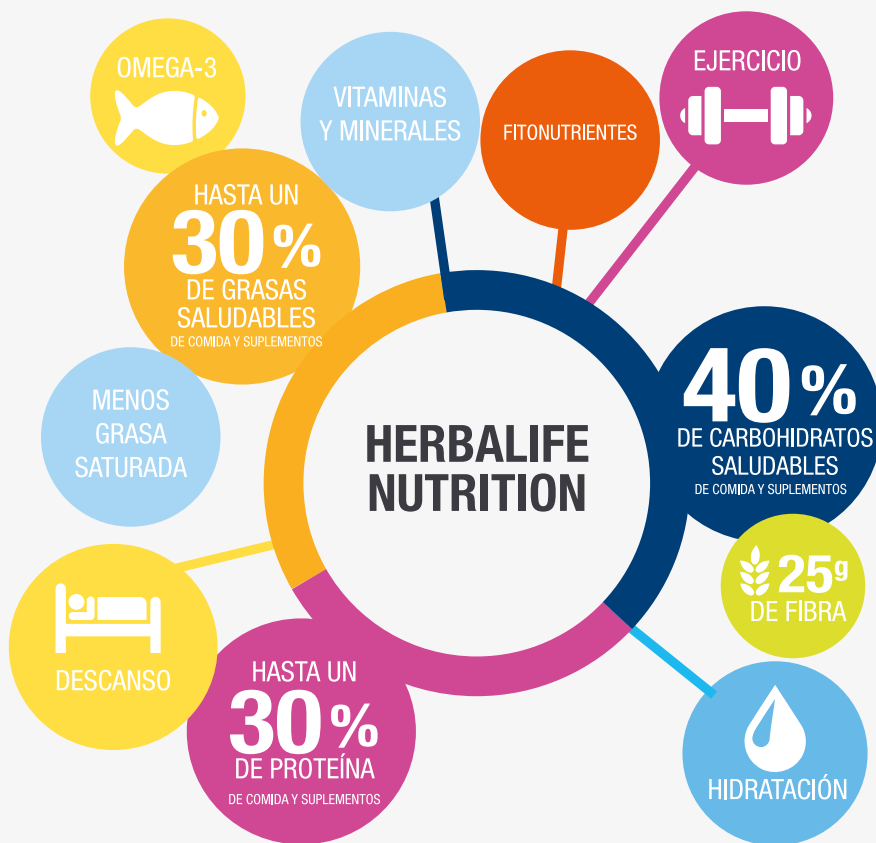 OMEGA-3
VITAMINAS
Y MINERALES
FITONUTRIENTES
EJERCICIO
HASTA UN
30%
DE GRASAS
SALUDABLES
DE COMIDA Y SUPLEMENTOS
MENOS
GRASA
SATURADA
HERBALIFE
NUTRITION
40%
DE CARBOHIDRATOS
SALUDABLES
DE COMIDA Y SUPLEMENTOS
25g
DE FIBRA
DESCANSO
HASTA UN
30%
DE PROTEÍNA
DE COMIDA Y SUPLEMENTOS
HIDRATACIÓN